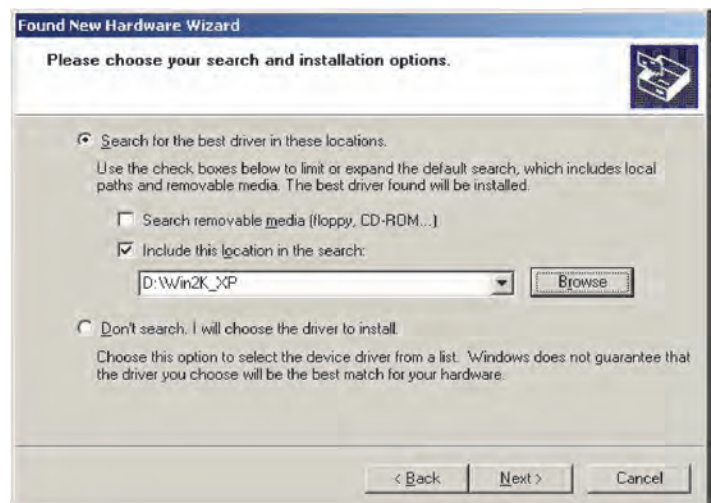 Found New Hardware Wizard
Please choose your search and installation options.
Search for the best driver in these locations.
Use the check boxes below to limit or expand the default search, which includes local
paths and removable media. The best driver found will be installed.
Search removable media (floppy, CD-ROM...)
Include this location in the search:
D:\Win2K_XP
Browse
Don't search. I will choose the driver to install.
Choose this option to select the device driver from a list. Windows does not guarantee that
the driver you choose will be the best match for your hardware.
< Back Next > Cancel